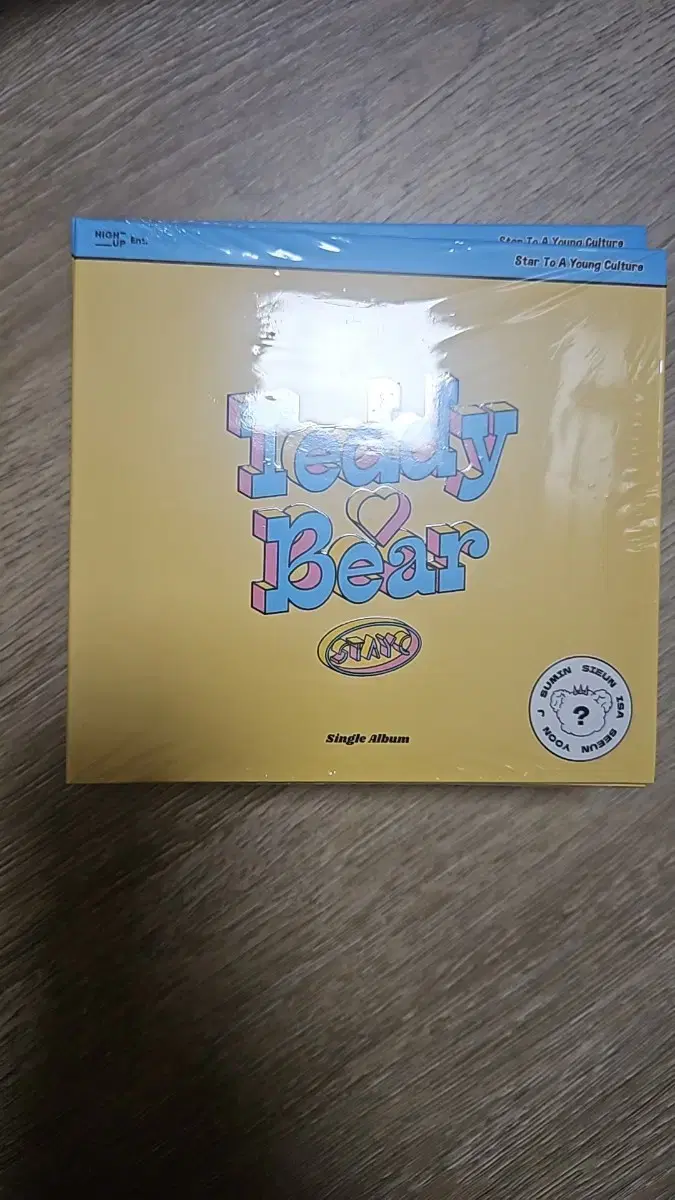 HIGH
UP Ent.
Star To A Young Culture
Star To A Young Culture
Teddy
Bear
STAYC
Single Album
SUMIN SIEUN ISA SEEUN YOON J
?